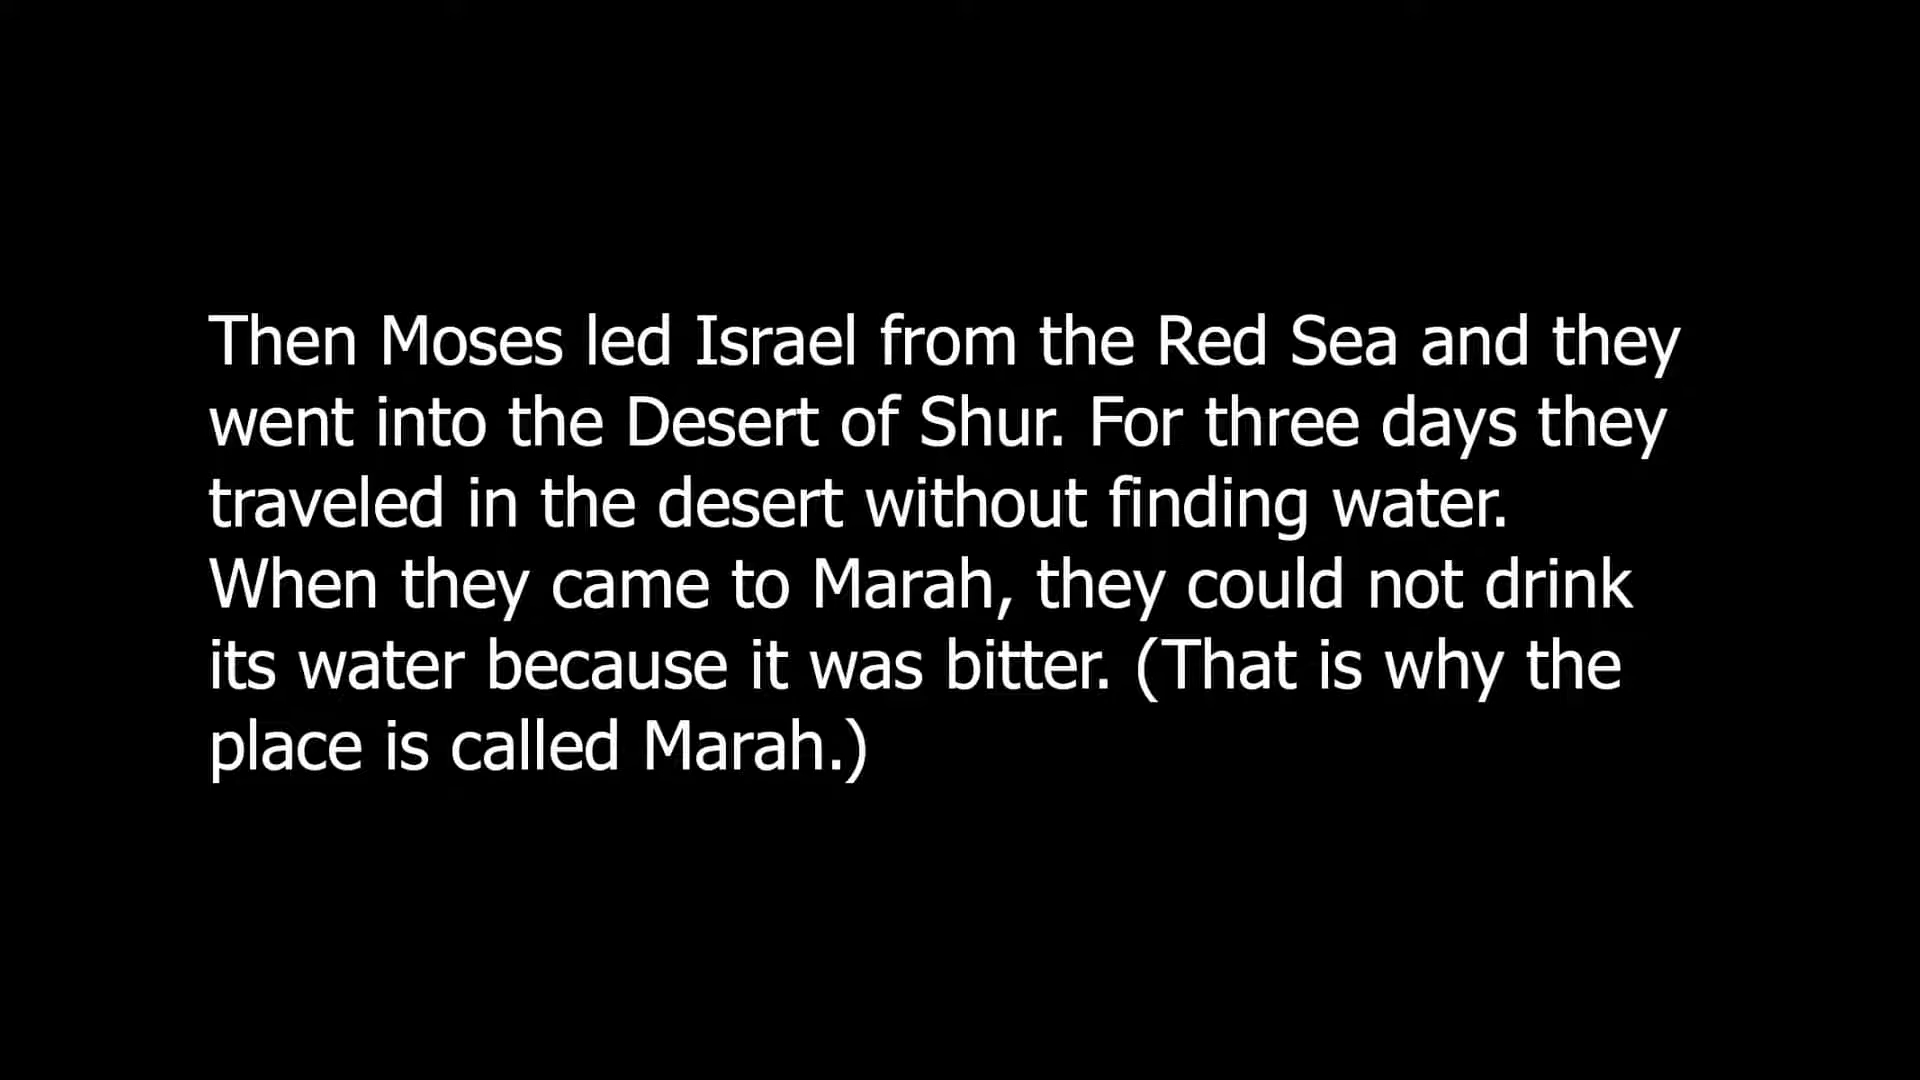 Then Moses led Israel from the Red Sea and they
went into the Desert of Shur. For three days they
traveled in the desert without finding water.
When they came to Marah, they could not drink
its water because it was bitter. (That is why the
place is called Marah.)